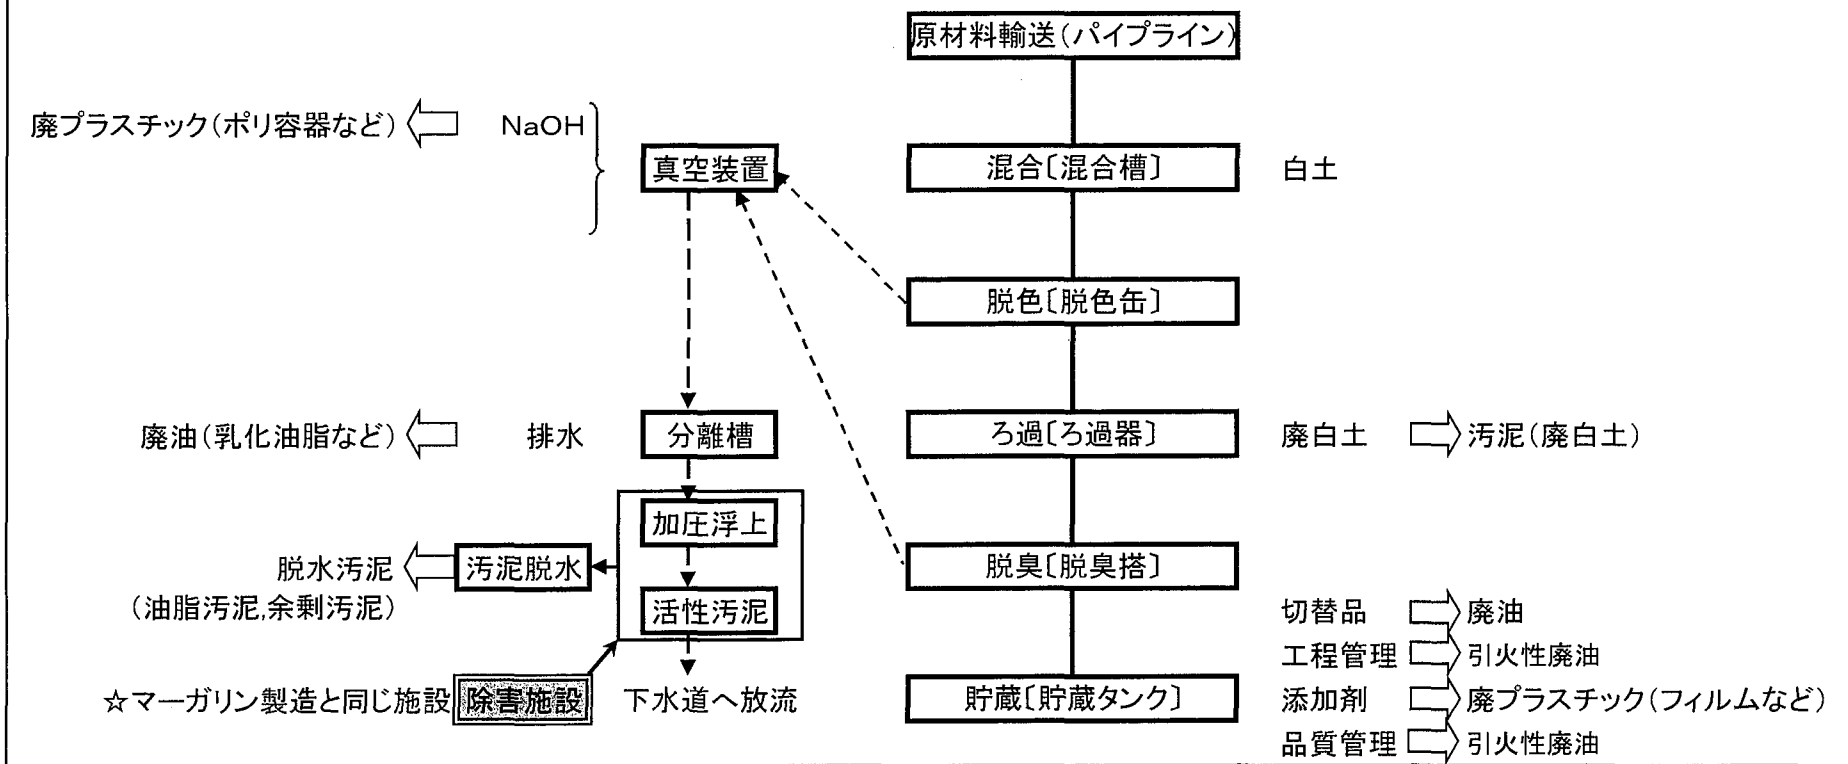 原材料輸送(パイプライン)
廃プラスチック(ポリ容器など) NaOH
真空装置 混合〔混合槽〕 白土
脱色〔脱色缶〕
廃油(乳化油脂など) 排水 分離槽 ろ過〔ろ過器〕 廃白土 汚泥(廃白土)
加圧浮上
脱水汚泥 汚泥脱水 脱臭〔脱臭搭〕
(油脂汚泥,余剰汚泥) 活性汚泥 切替品 廃油
工程管理 引火性廃油
☆マーガリン製造と同じ施設 除害施設 下水道へ放流 貯蔵〔貯蔵タンク〕 添加剤 廃プラスチック(フィルムなど)
品質管理 引火性廃油